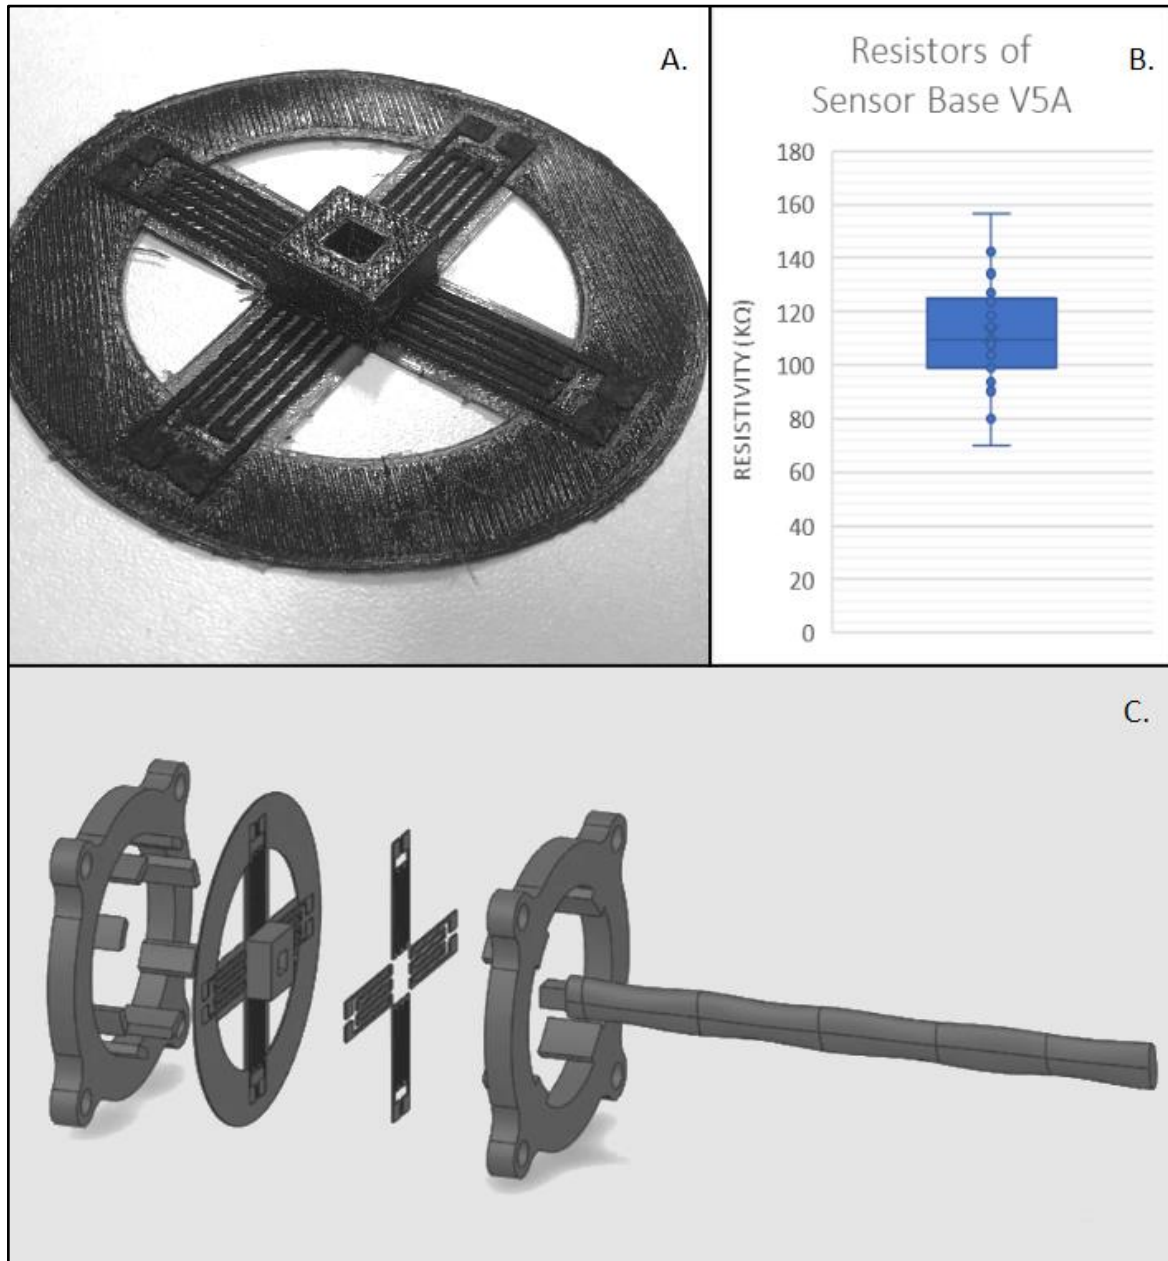 A.
Resistors of
Sensor Base V5A
B.
180
160
140
120
100
80
60
40
20
0
RESISTIVITY (KΩ)
C.